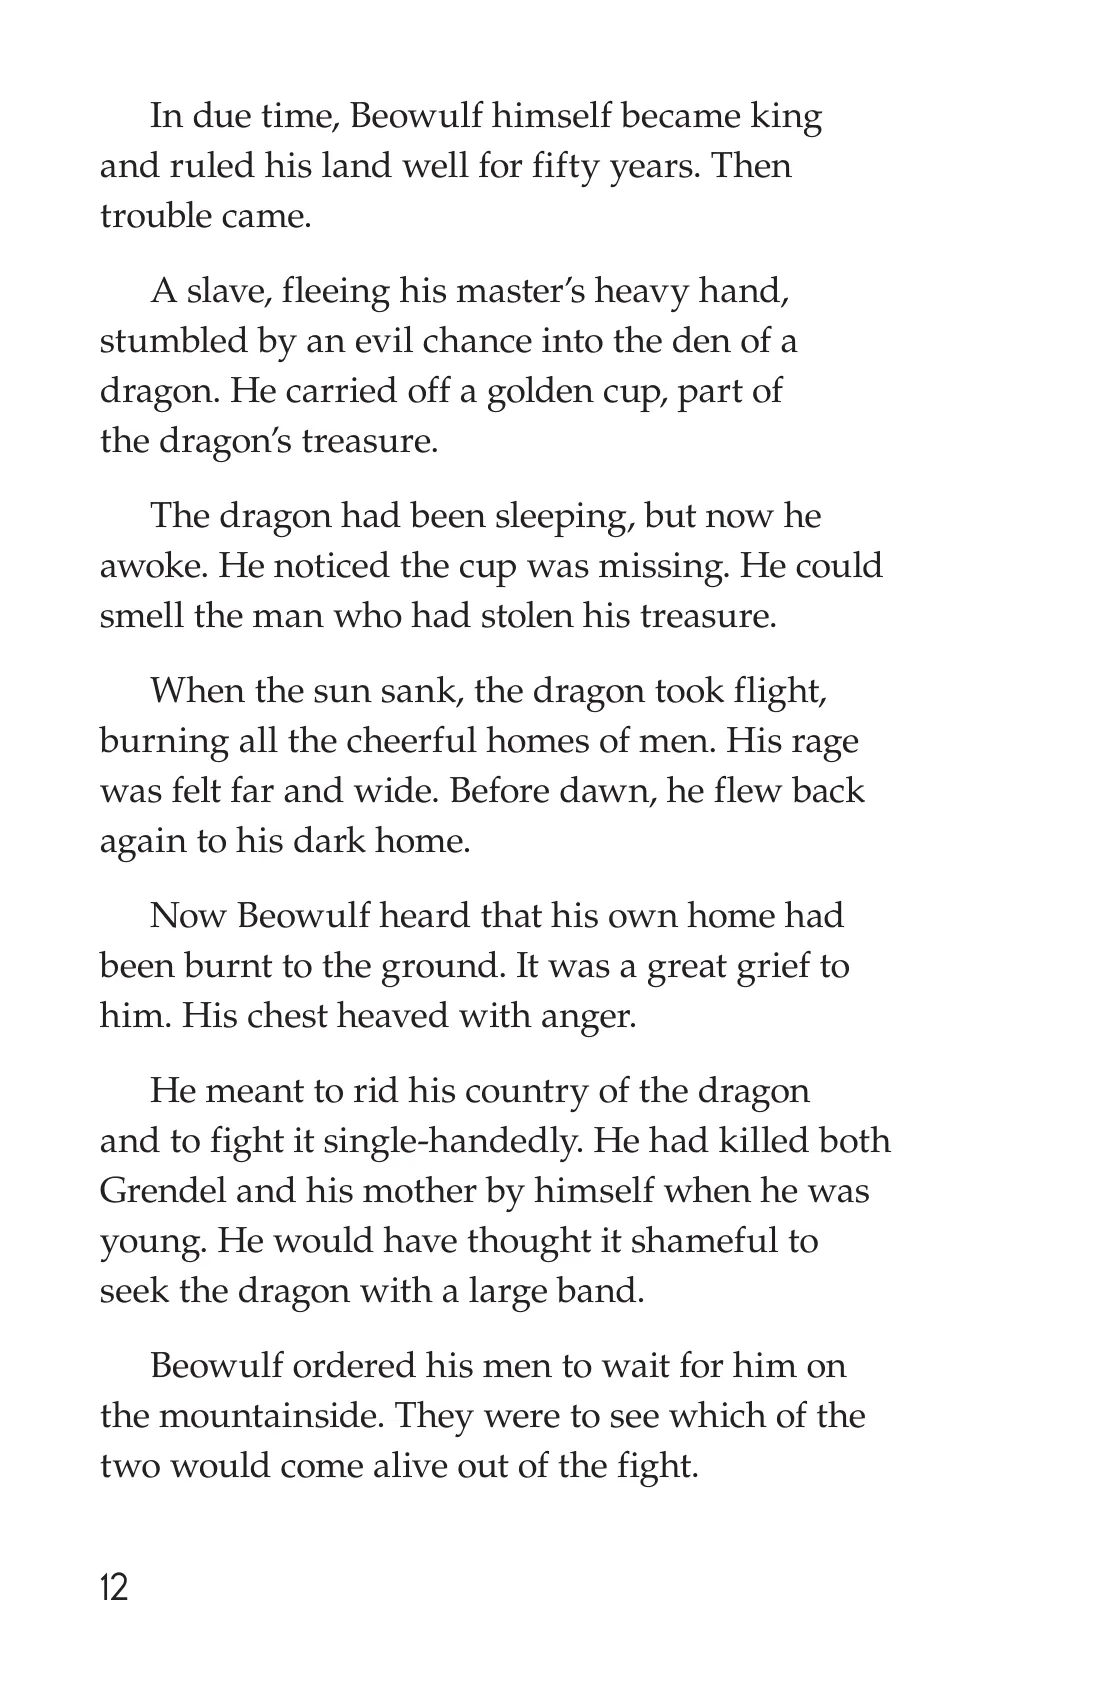 In due time, Beowulf himself became king
and ruled his land well for fifty years. Then
trouble came.
A slave, fleeing his master’s heavy hand,
stumbled by an evil chance into the den of a
dragon. He carried off a golden cup, part of
the dragon’s treasure.
The dragon had been sleeping, but now he
awoke. He noticed the cup was missing. He could
smell the man who had stolen his treasure.
When the sun sank, the dragon took flight,
burning all the cheerful homes of men. His rage
was felt far and wide. Before dawn, he flew back
again to his dark home.
Now Beowulf heard that his own home had
been burnt to the ground. It was a great grief to
him. His chest heaved with anger.
He meant to rid his country of the dragon
and to fight it single-handedly. He had killed both
Grendel and his mother by himself when he was
young. He would have thought it shameful to
seek the dragon with a large band.
Beowulf ordered his men to wait for him on
the mountainside. They were to see which of the
two would come alive out of the fight.
12